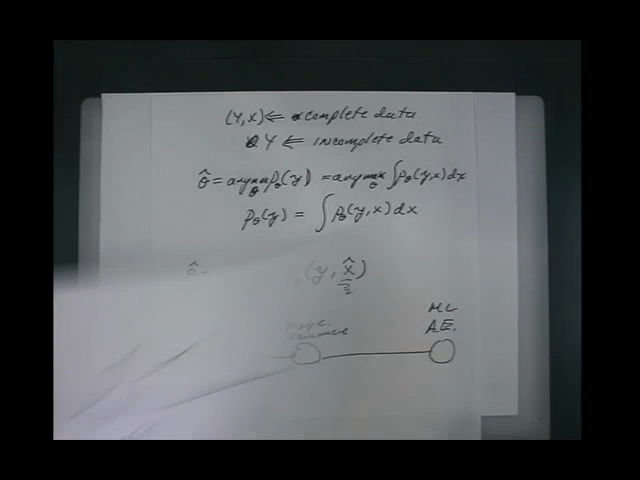 (Y,X) ⇐ complete data
Y ⇐ incomplete data
θ̂ = argmax_θ p_θ(y) = argmax_θ ∫ p_θ(y,x) dx
p_θ(y) = ∫ p_θ(y,x) dx
(y, x̂)
ML